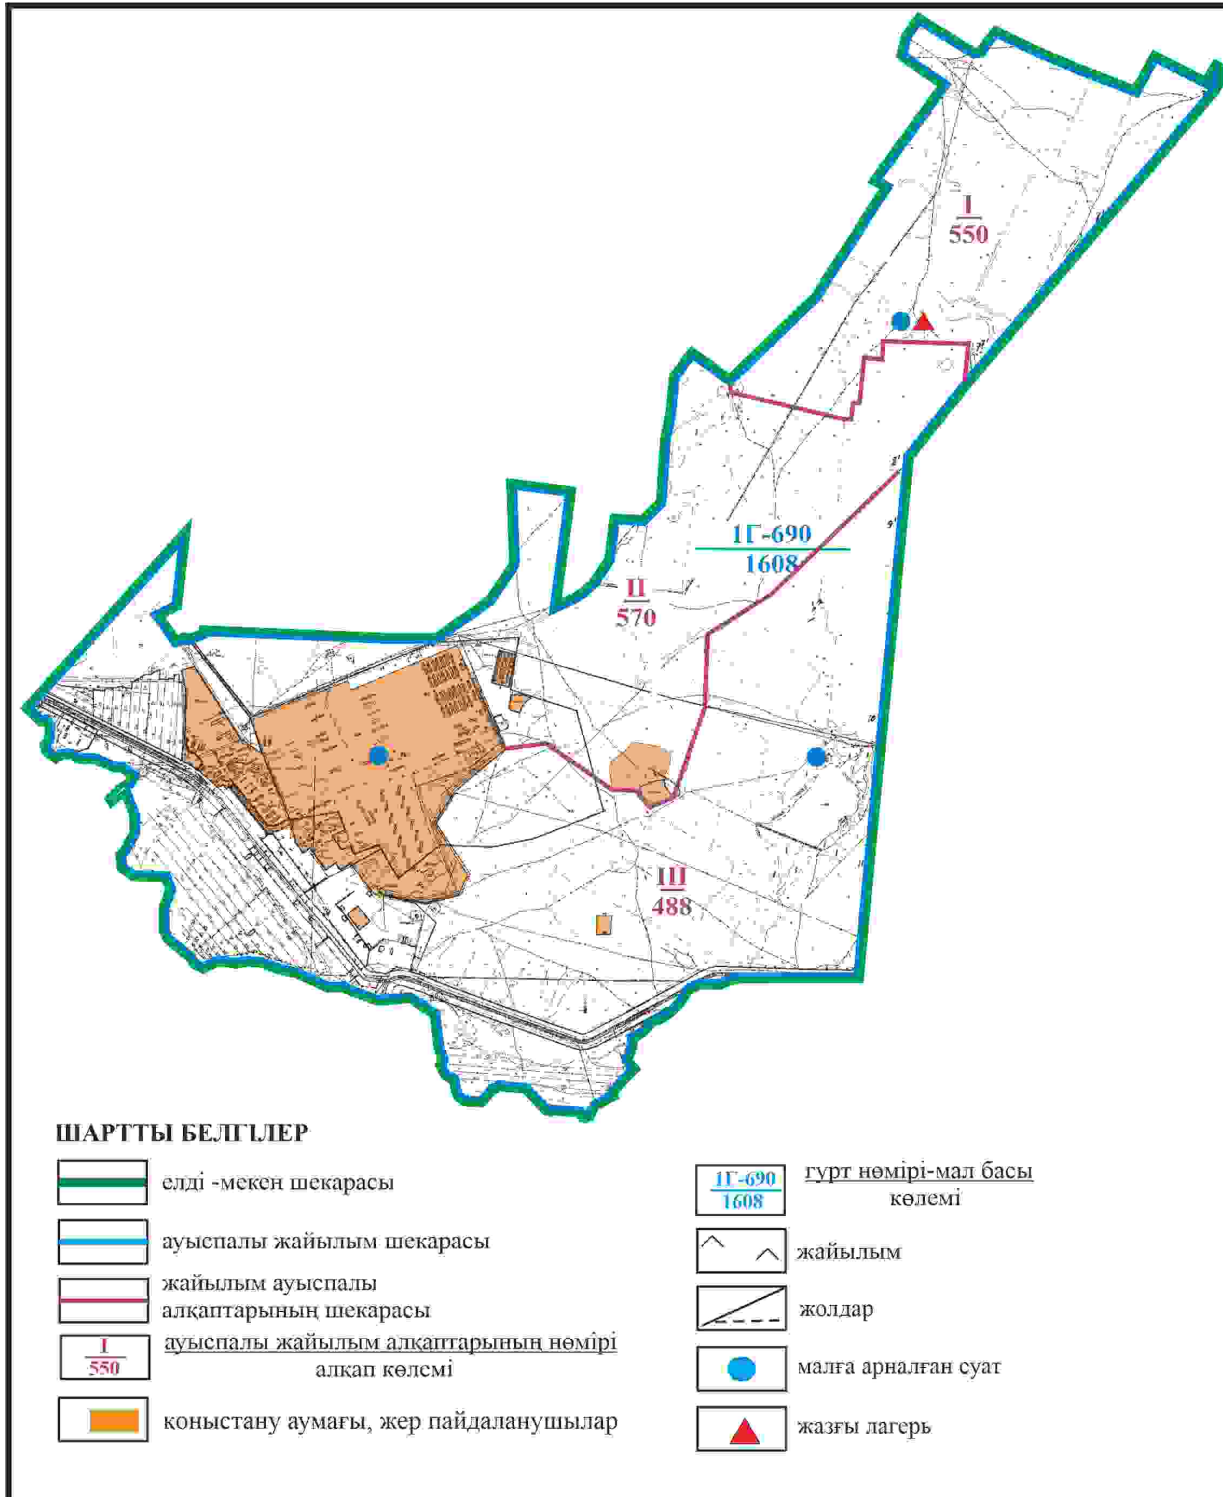 I
550
1Г-690
1608
II
570
III
488
ШАРТТЫ БЕЛГІЛЕР
елді -мекен шекарасы
ауыспалы жайылым шекарасы
жайылым ауыспалы
алқаптарының шекарасы
I
550
ауыспалы жайылым алқаптарының нөмірі
алқап көлемі
қоныстану аумағы, жер пайдаланушылар
1Г-690
1608
гурт нөмірі-мал басы
көлемі
жайылым
жолдар
малға арналған суат
жазғы лагерь